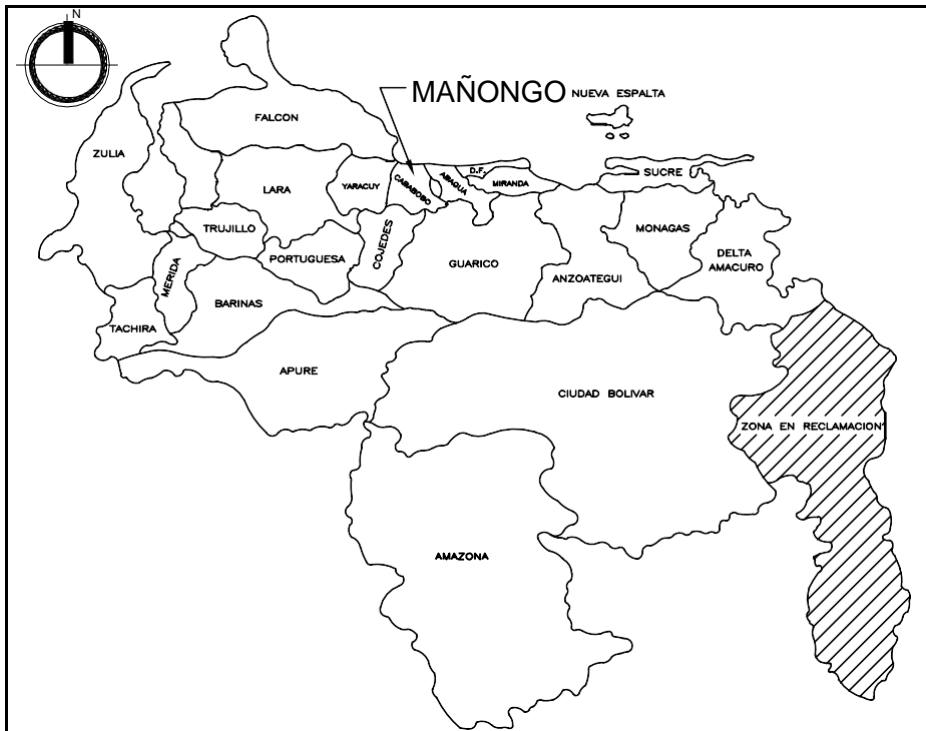 N
MAÑONGO
NUEVA ESPALTA
FALCON
ZULIA
D.F.
SUCRE
LARA
YARACUY
CARABOBO
ARAGUA
MIRANDA
TRUJILLO
MONAGAS
PORTUGUESA
COJEDES
GUARICO
DELTA
AMACURO
MERIDA
ANZOATEGUI
BARINAS
TACHIRA
APURE
CIUDAD BOLIVAR
ZONA EN RECLAMACION
AMAZONA